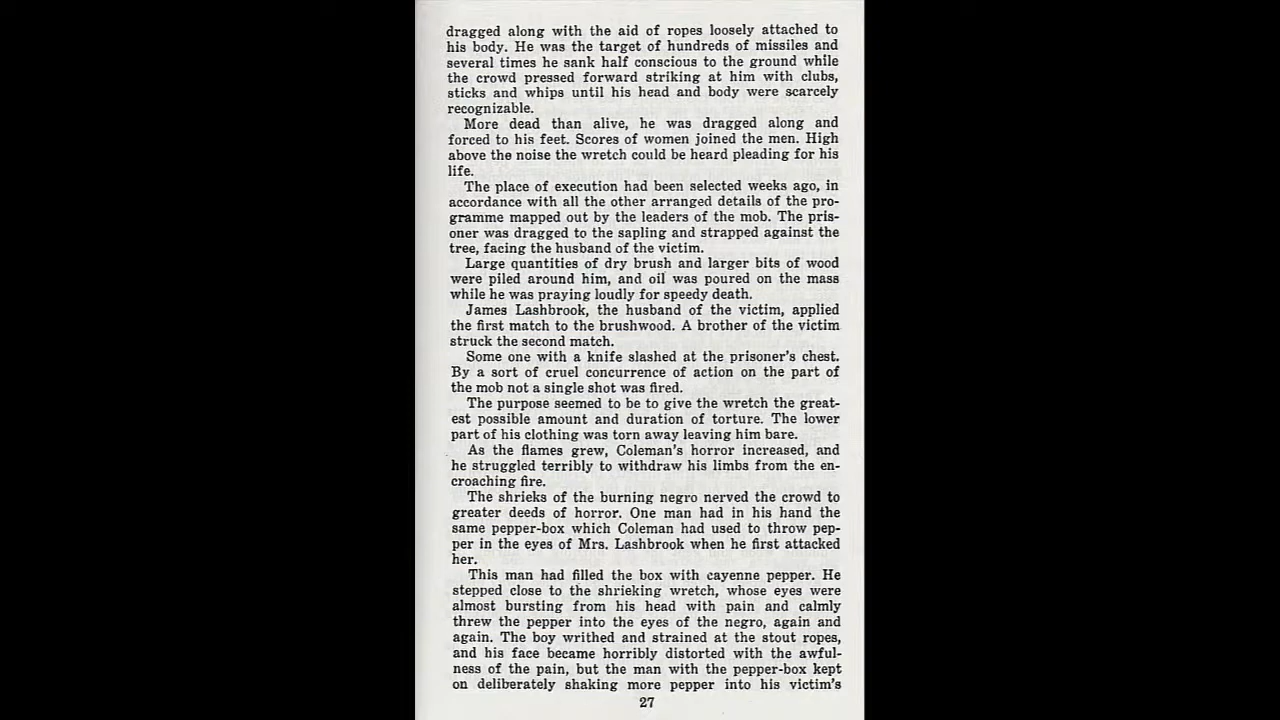 dragged along with the aid of ropes loosely attached to
his body. He was the target of hundreds of missiles and
several times he sank half conscious to the ground while
the crowd pressed forward striking at him with clubs,
sticks and whips until his head and body were scarcely
recognizable.
More dead than alive, he was dragged along and
forced to his feet. Scores of women joined the men. High
above the noise the wretch could be heard pleading for his
life.
The place of execution had been selected weeks ago, in
accordance with all the other arranged details of the pro-
gramme mapped out by the leaders of the mob. The pris-
oner was dragged to the sapling and strapped against the
tree, facing the husband of the victim.
Large quantities of dry brush and larger bits of wood
were piled around him, and oil was poured on the mass
while he was praying loudly for speedy death.
James Lashbrook, the husband of the victim, applied
the first match to the brushwood. A brother of the victim
struck the second match.
Some one with a knife slashed at the prisoner's chest.
By a sort of cruel concurrence of action on the part of
the mob not a single shot was fired.
The purpose seemed to be to give the wretch the great-
est possible amount and duration of torture. The lower
part of his clothing was torn away leaving him bare.
As the flames grew, Coleman's horror increased, and
he struggled terribly to withdraw his limbs from the en-
croaching fire.
The shrieks of the burning negro nerved the crowd to
greater deeds of horror. One man had in his hand the
same pepper-box which Coleman had used to throw pep-
per in the eyes of Mrs. Lashbrook when he first attacked
her.
This man had filled the box with cayenne pepper. He
stepped close to the shrieking wretch, whose eyes were
almost bursting from his head with pain and calmly
threw the pepper into the eyes of the negro, again and
again. The boy writhed and strained at the stout ropes,
and his face became horribly distorted with the awful-
ness of the pain, but the man with the pepper-box kept
on deliberately shaking more pepper into his victim's
27